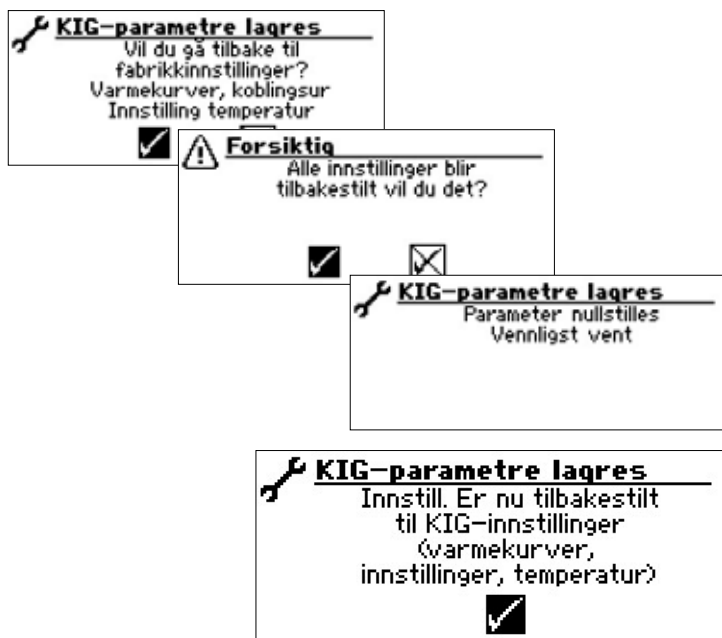 KIG-parametre lagres
Vil du gå tilbake til
fabrikkinnstillinger?
Varmekurver, koblingsur
Innstilling temperatur
Forsiktig
Alle innstillinger blir
tilbakestilt vil du det?
KIG-parametre lagres
Parameter nullstilles
Vennligst vent
KIG-parametre lagres
Innstill. Er nu tilbakestilt
til KIG-innstillinger
(varmekurver,
innstillinger, temperatur)